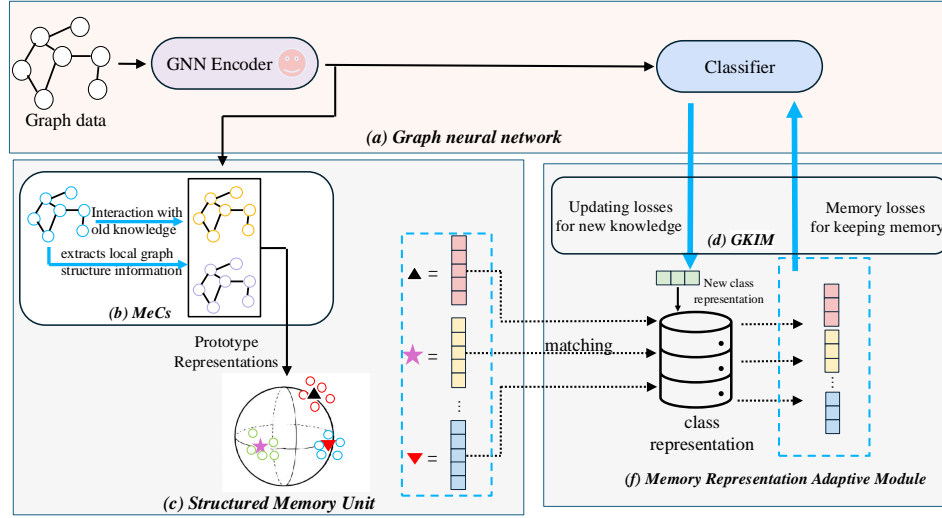 GNN Encoder
Classifier
Graph data
(a) Graph neural network
Interaction with
old knowledge
extracts local graph
structure information
(b) MeCs
Prototype
Representations
(c) Structured Memory Unit
=
=
⋮
=
matching
Updating losses
for new knowledge
Memory losses
for keeping memory
(d) GKIM
New class
representation
...
class
representation
(f) Memory Representation Adaptive Module